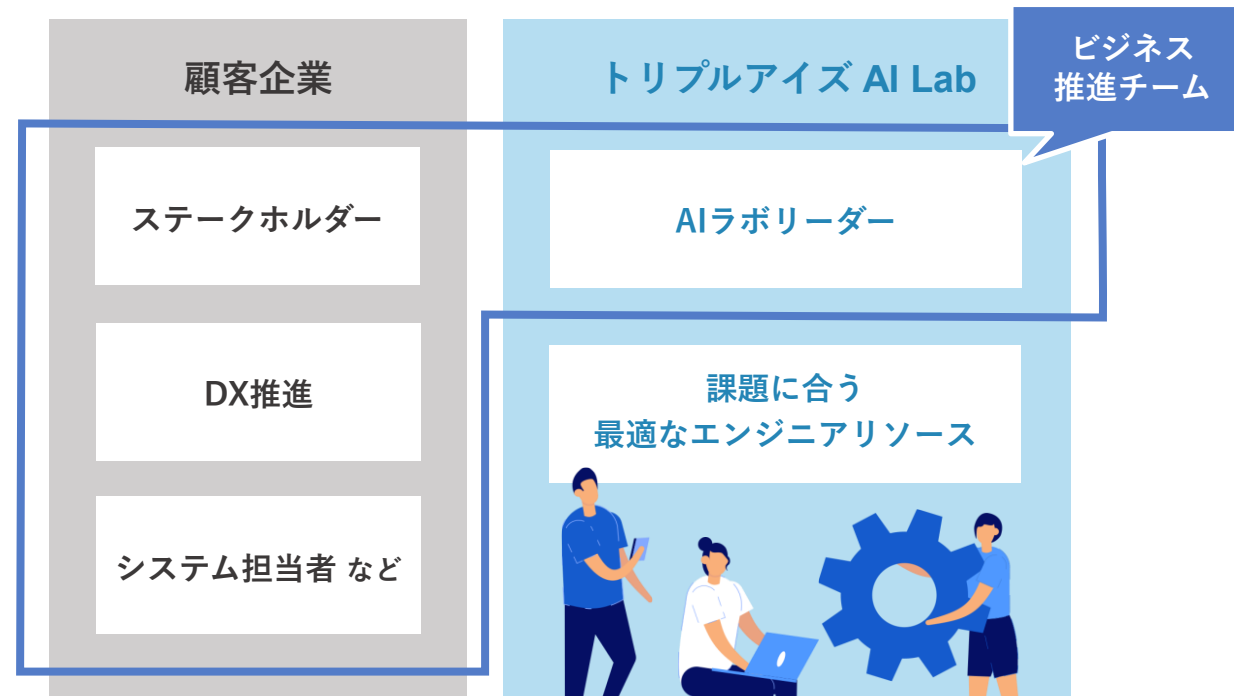 顧客企業
トリプルアイズ AI Lab
ビジネス
推進チーム
ステークホルダー
AIラボリーダー
DX推進
課題に合う
最適なエンジニアリソース
システム担当者 など